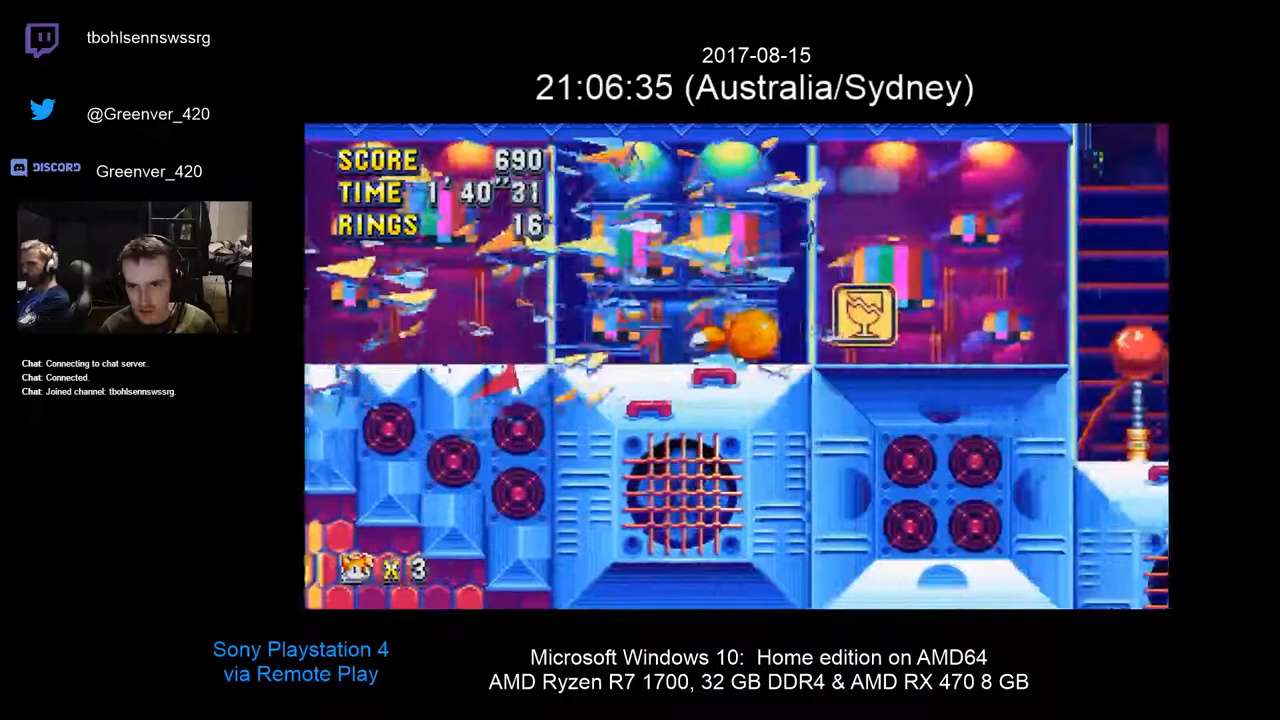 tbohlsennswssrg
@Greenver_420
DISCORD Greenver_420
Chat: Connecting to chat server..
Chat: Connected.
Chat: Joined channel: tbohlsennswssrg.
2017-08-15
21:06:35 (Australia/Sydney)
SCORE 690
TIME 1'40"31
RINGS 16
X 3
Sony Playstation 4
via Remote Play
Microsoft Windows 10: Home edition on AMD64
AMD Ryzen R7 1700, 32 GB DDR4 & AMD RX 470 8 GB